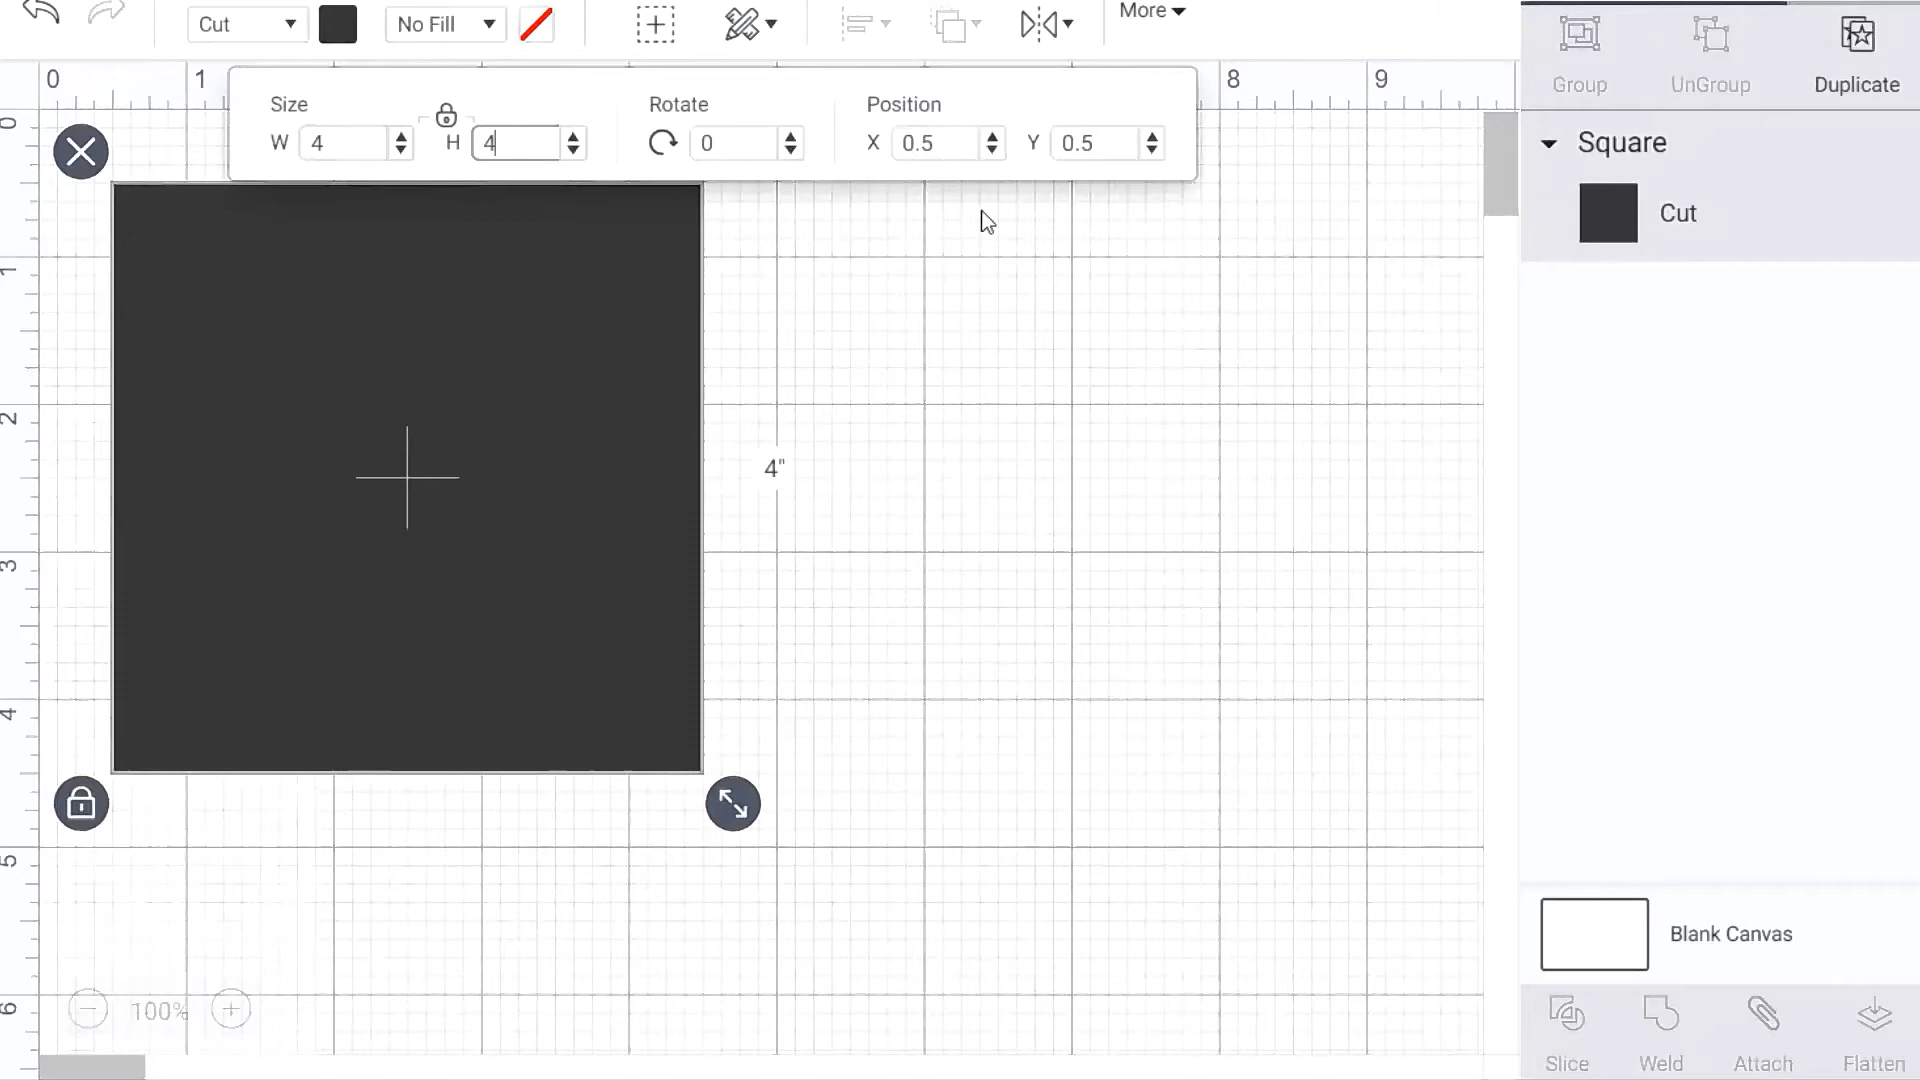 Cut
No Fill
More
Group
UnGroup
Duplicate
0
1
8
9
Size
Rotate
Position
W 4
H 4
0
X 0.5
Y 0.5
Square
Cut
0
1
2
3
4
5
6
4"
100%
Blank Canvas
Slice
Weld
Attach
Flatten